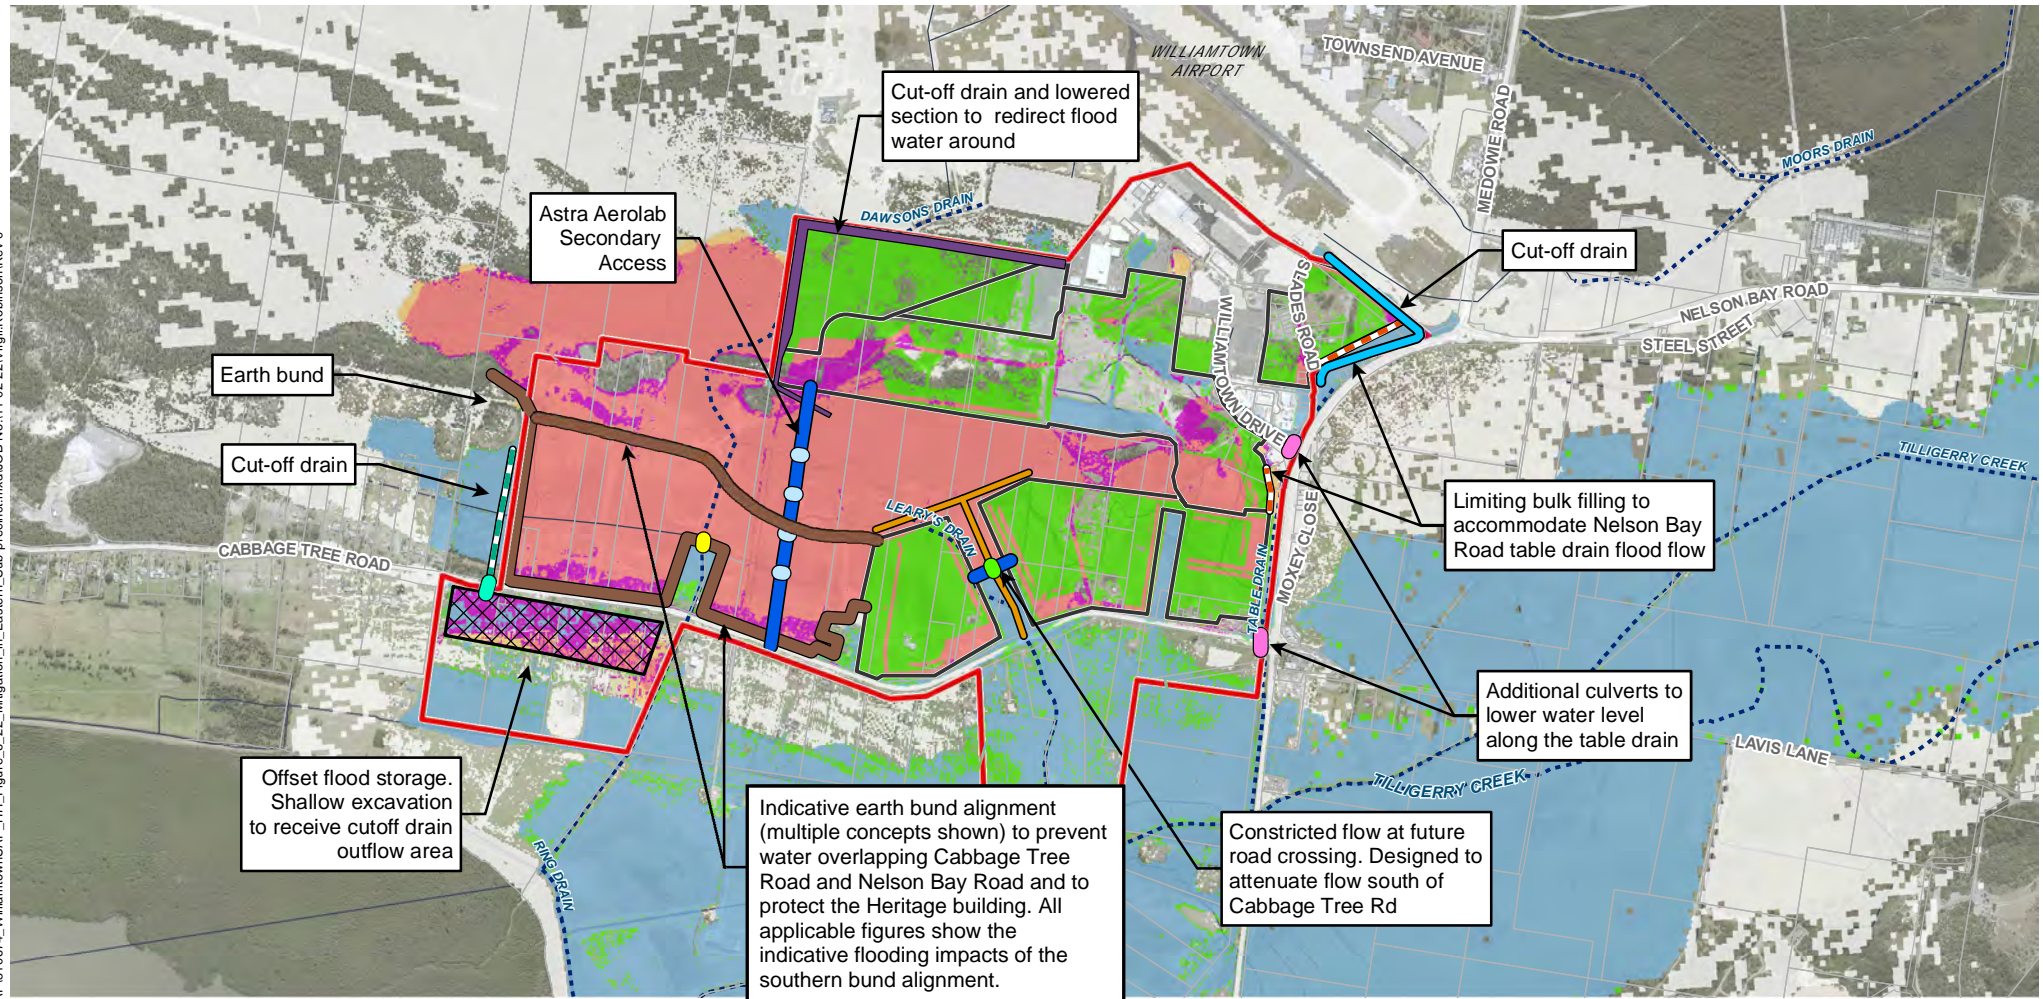 WILLIAMTOWN
AIRPORT
TOWNSEND AVENUE
MEDOWIE ROAD
MOORS DRAIN
Cut-off drain and lowered
section to  redirect flood
water around
DAWSONS DRAIN
Astra Aerolab
Secondary
Access
Cut-off drain
SLADES ROAD
NELSON BAY ROAD
STEEL STREET
WILLIAMTOWN DRIVE
Earth bund
Cut-off drain
TILLIGERRY CREEK
Limiting bulk filling to
accommodate Nelson Bay
Road table drain flood flow
LEARY'S DRAIN
CABBAGE TREE ROAD
MOXEY CLOSE
TABLE DRAIN
Additional culverts to
lower water level
along the table drain
LAVIS LANE
TILLIGERRY CREEK
Offset flood storage.
Shallow excavation
to receive cutoff drain
outflow area
RING DRAIN
Indicative earth bund alignment
(multiple concepts shown) to prevent
water overlapping Cabbage Tree
Road and Nelson Bay Road and to
protect the Heritage building. All
applicable figures show the
indicative flooding impacts of the
southern bund alignment.
Constricted flow at future
road crossing. Designed to
attenuate flow south of
Cabbage Tree Rd